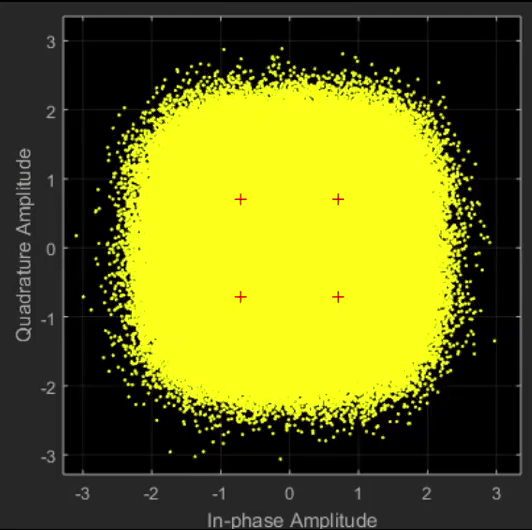 3
2
1
0
-1
-2
-3
Quadrature Amplitude
-3 -2 -1 0 1 2 3
In-phase Amplitude